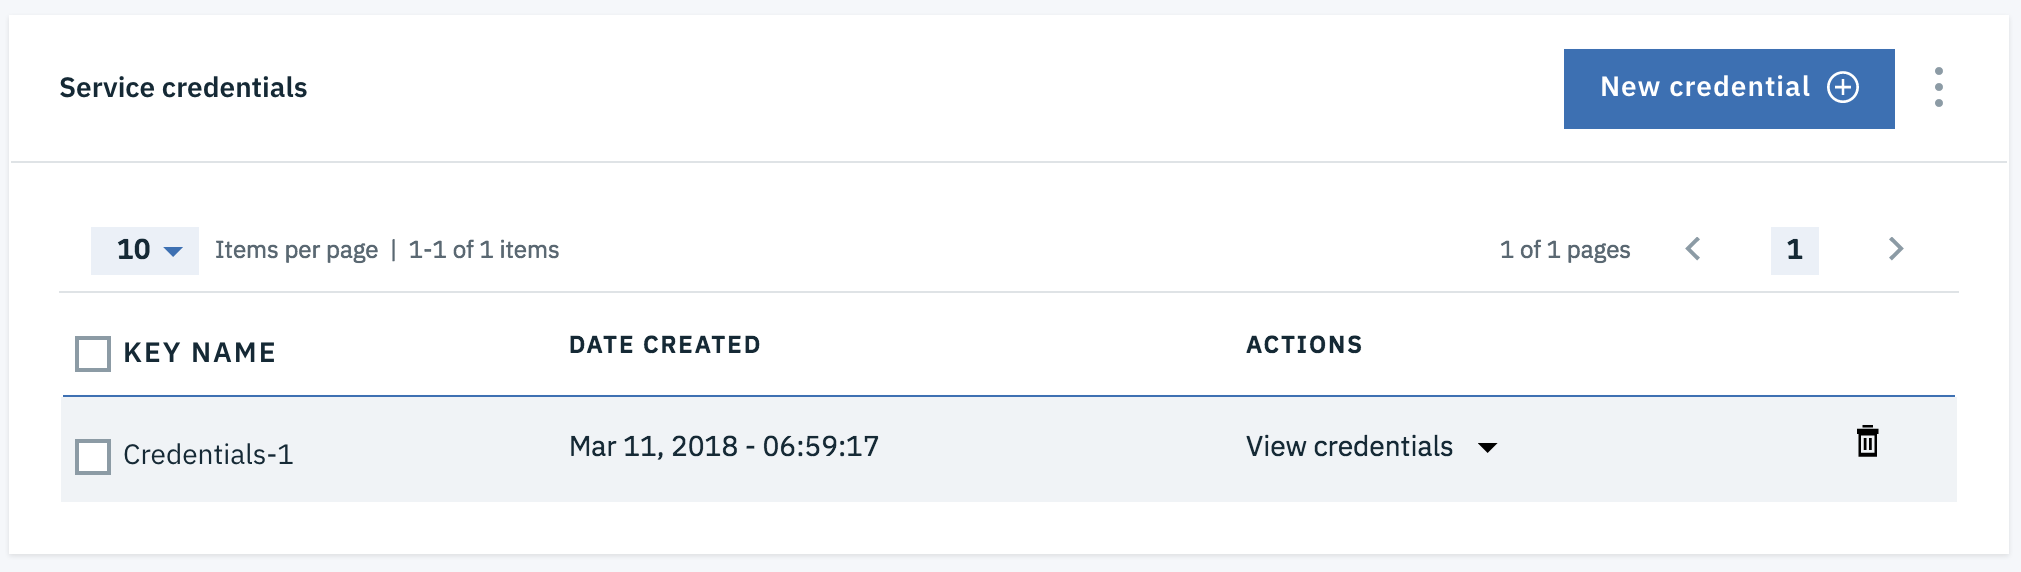 Service credentials
New credential
10 Items per page | 1-1 of 1 items
1 of 1 pages 1
KEY NAME DATE CREATED ACTIONS
Credentials-1 Mar 11, 2018 - 06:59:17 View credentials